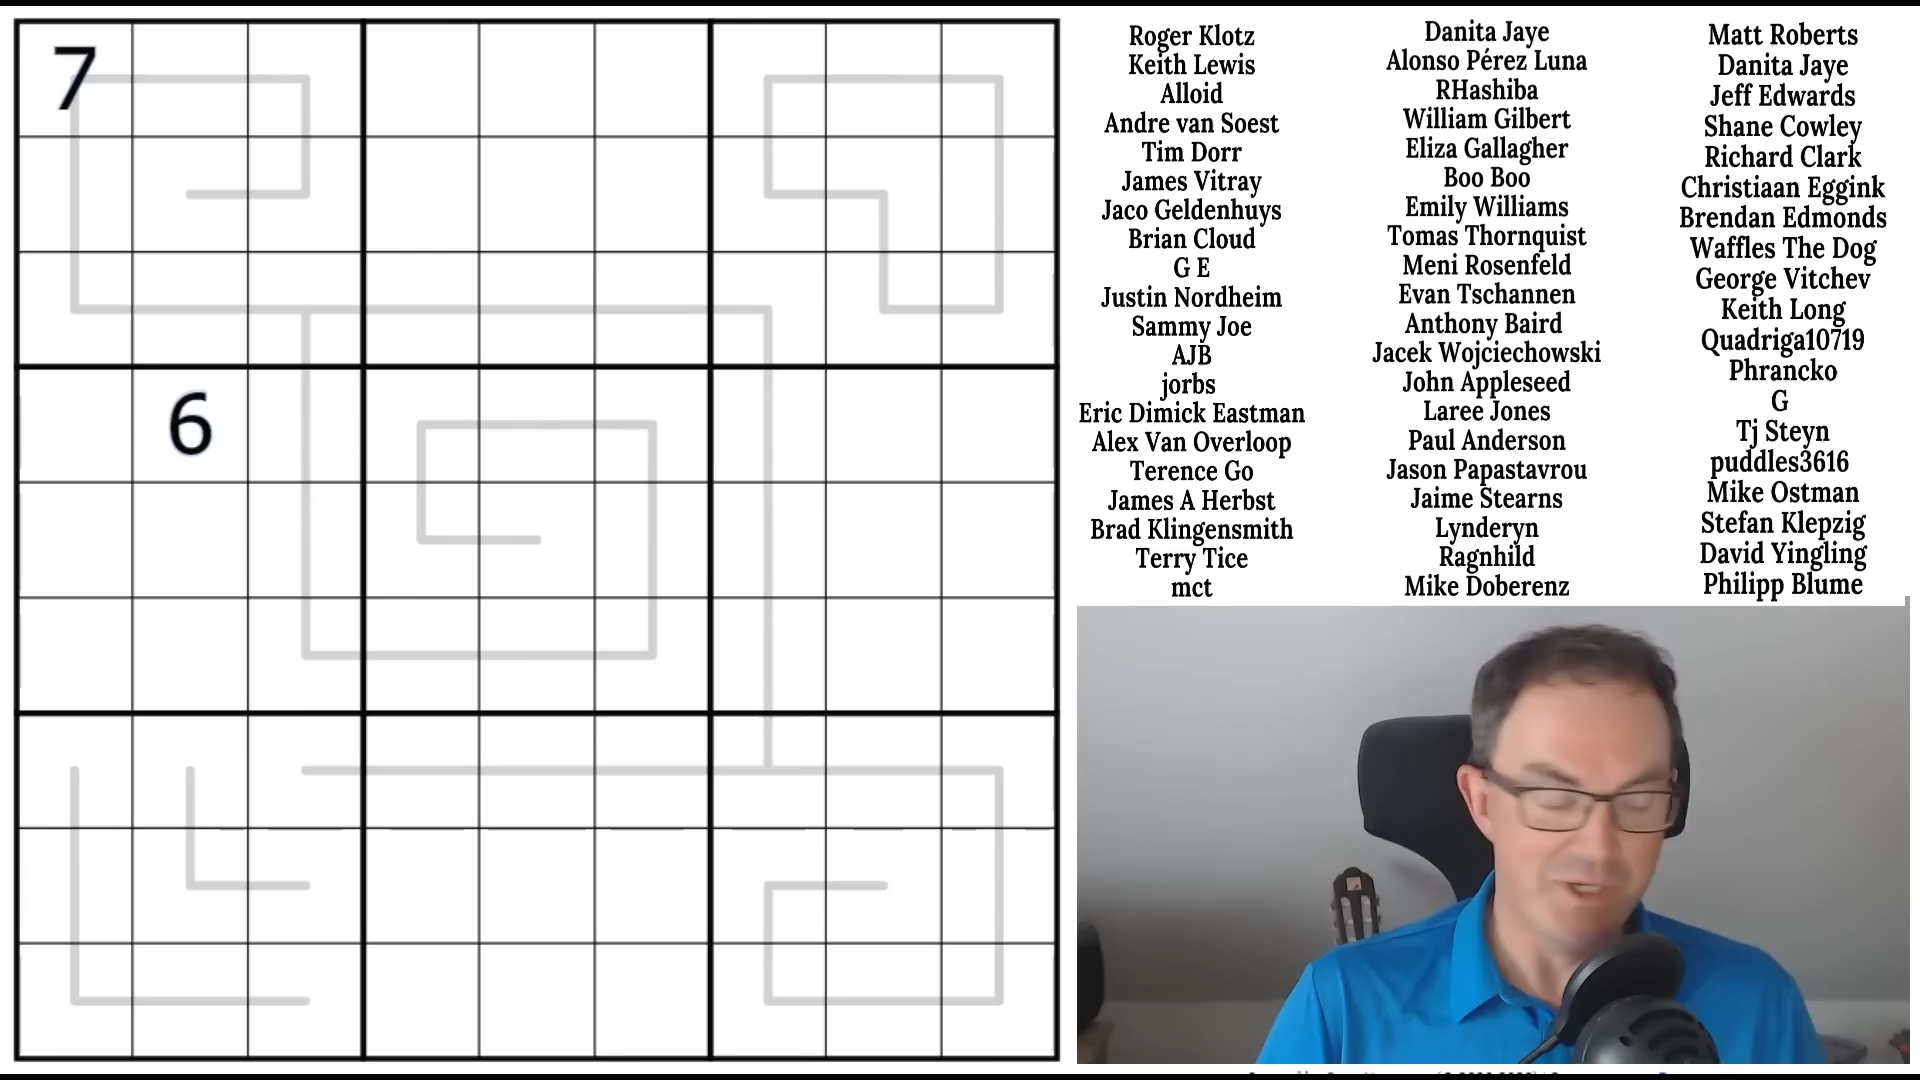 7
6
Roger Klotz
Keith Lewis
Alloid
Andre van Soest
Tim Dorr
James Vitray
Jaco Geldenhuys
Brian Cloud
G E
Justin Nordheim
Sammy Joe
AJB
jorbs
Eric Dimick Eastman
Alex Van Overloop
Terence Go
James A Herbst
Brad Klingensmith
Terry Tice
mct
Danita Jaye
Alonso Pérez Luna
RHashiba
William Gilbert
Eliza Gallagher
Boo Boo
Emily Williams
Tomas Thornquist
Meni Rosenfeld
Evan Tschannen
Anthony Baird
Jacek Wojciechowski
John Appleseed
Laree Jones
Paul Anderson
Jason Papastavrou
Jaime Stearns
Lynderyn
Ragnhild
Mike Doberenz
Matt Roberts
Danita Jaye
Jeff Edwards
Shane Cowley
Richard Clark
Christiaan Eggink
Brendan Edmonds
Waffles The Dog
George Vitchev
Keith Long
Quadriga10719
Phrancko
G
Tj Steyn
puddles3616
Mike Ostman
Stefan Klepzig
David Yingling
Philipp Blume